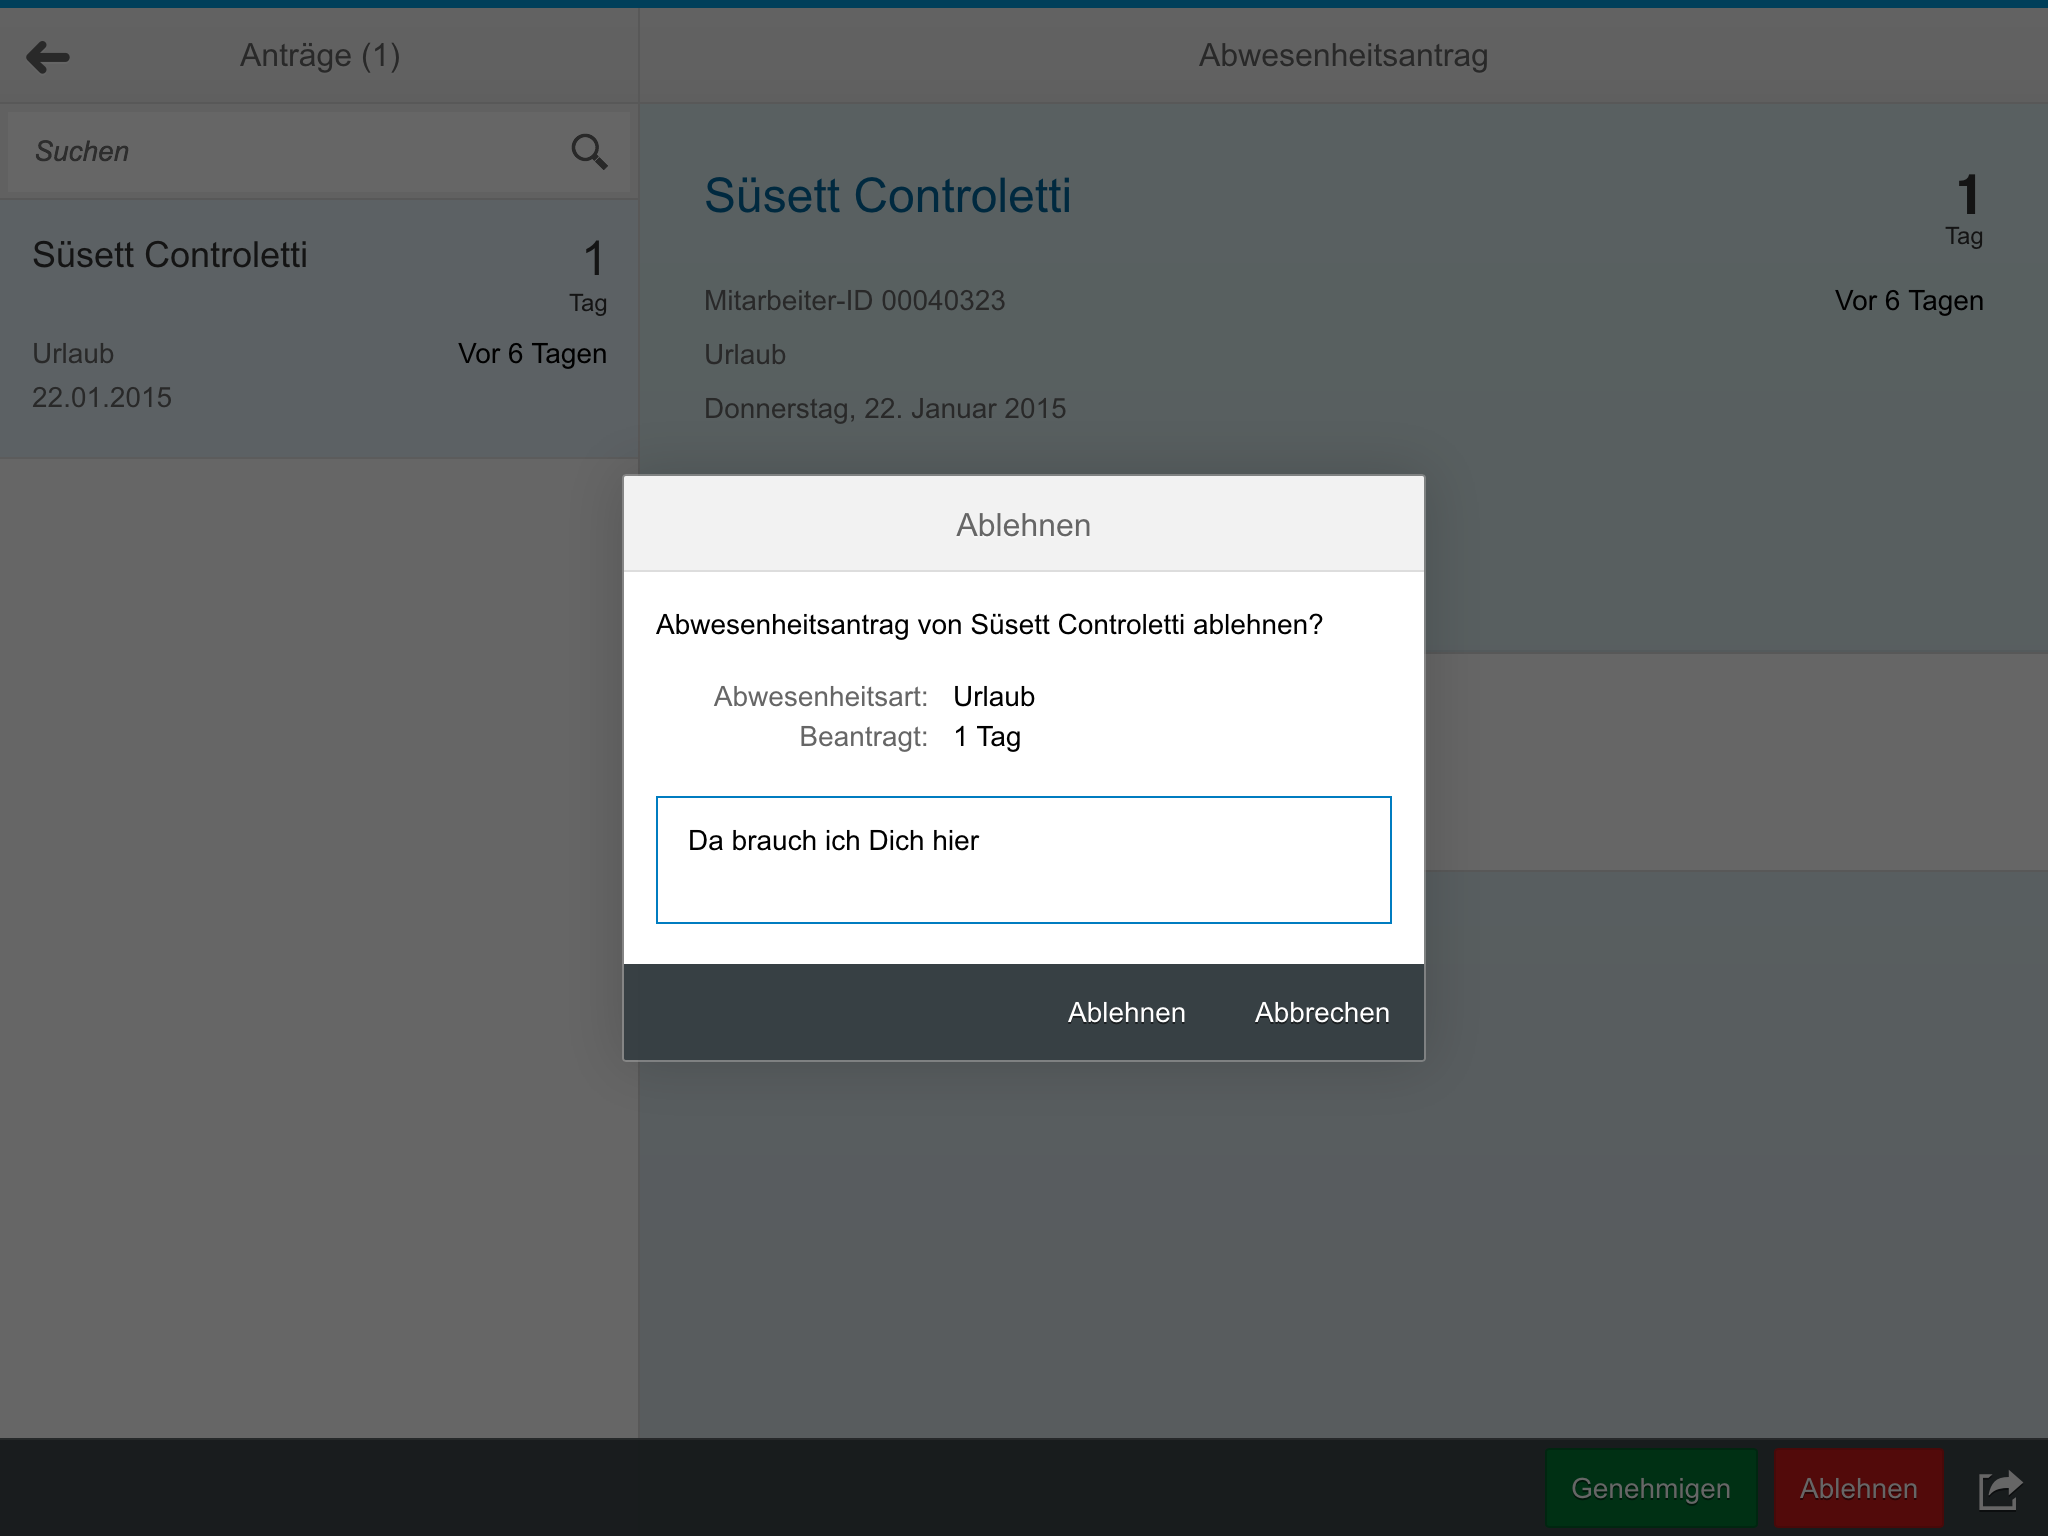 Anträge (1)
Abwesenheitsantrag
Suchen
Süsett Controletti
1
Tag
Urlaub
Vor 6 Tagen
22.01.2015
Süsett Controletti
1
Tag
Mitarbeiter-ID 00040323
Vor 6 Tagen
Urlaub
Donnerstag, 22. Januar 2015
Ablehnen
Abwesenheitsantrag von Süsett Controletti ablehnen?
Abwesenheitsart: Urlaub
Beantragt: 1 Tag
Da brauch ich Dich hier
Ablehnen
Abbrechen
Genehmigen
Ablehnen